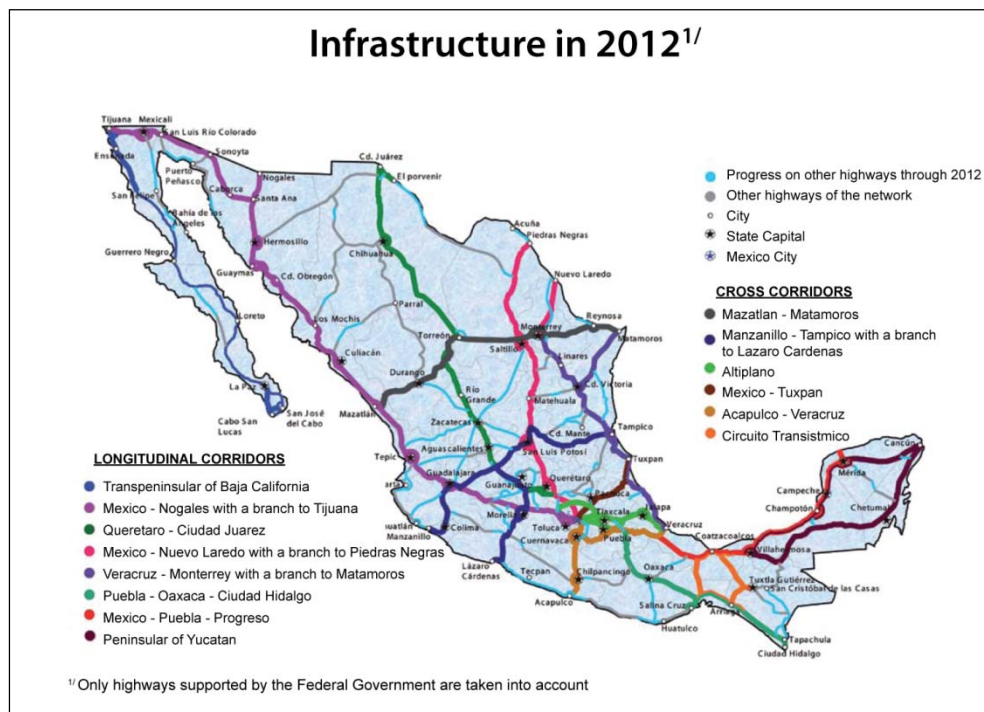 Infrastructure in 2012 1/
Tijuana
Mexicali
San Luis Río Colorado
Ensenada
Sonoyta
Puerto
Peñasco
Nogales
Caborca
Santa Ana
San Felipe
Bahía de los
Ángeles
Hermosillo
Guerrero Negro
Guaymas
Cd. Obregón
Loreto
Los Mochis
La Paz
Culiacán
Cabo San
Lucas
San José
del Cabo
Cd. Juárez
El porvenir
Chihuahua
Parral
Acuña
Piedras Negras
Nuevo Laredo
Torreón
Saltillo
Monterrey
Reynosa
Matamoros
Linares
Durango
Cd. Victoria
Mazatlán
Río
Grande
Matehuala
Zacatecas
Cd. Mante
Tampico
Aguascalientes
San Luis Potosí
Tuxpan
Tepic
Guadalajara
Guanajuato
Querétaro
Pachuca
Morelia
Tlaxcala
Jalapa
Manzanillo
Colima
Toluca
Puebla
Veracruz
Cuernavaca
Lázaro
Cárdenas
Tecpan
Chilpancingo
Acapulco
Oaxaca
Coatzacoalcos
Villahermosa
Salina Cruz
Huatulco
Arriaga
Tuxtla Gutiérrez
San Cristóbal de las Casas
Tapachula
Ciudad Hidalgo
Campeche
Champotón
Mérida
Cancún
Chetumal
Progress on other highways through 2012
Other highways of the network
City
State Capital
Mexico City
CROSS CORRIDORS
Mazatlan - Matamoros
Manzanillo - Tampico with a branch
to Lazaro Cardenas
Altiplano
Mexico - Tuxpan
Acapulco - Veracruz
Circuito Transistmico
LONGITUDINAL CORRIDORS
Transpeninsular of Baja California
Mexico - Nogales with a branch to Tijuana
Queretaro - Ciudad Juarez
Mexico - Nuevo Laredo with a branch to Piedras Negras
Veracruz - Monterrey with a branch to Matamoros
Puebla - Oaxaca - Ciudad Hidalgo
Mexico - Puebla - Progreso
Peninsular of Yucatan
1/ Only highways supported by the Federal Government are taken into account